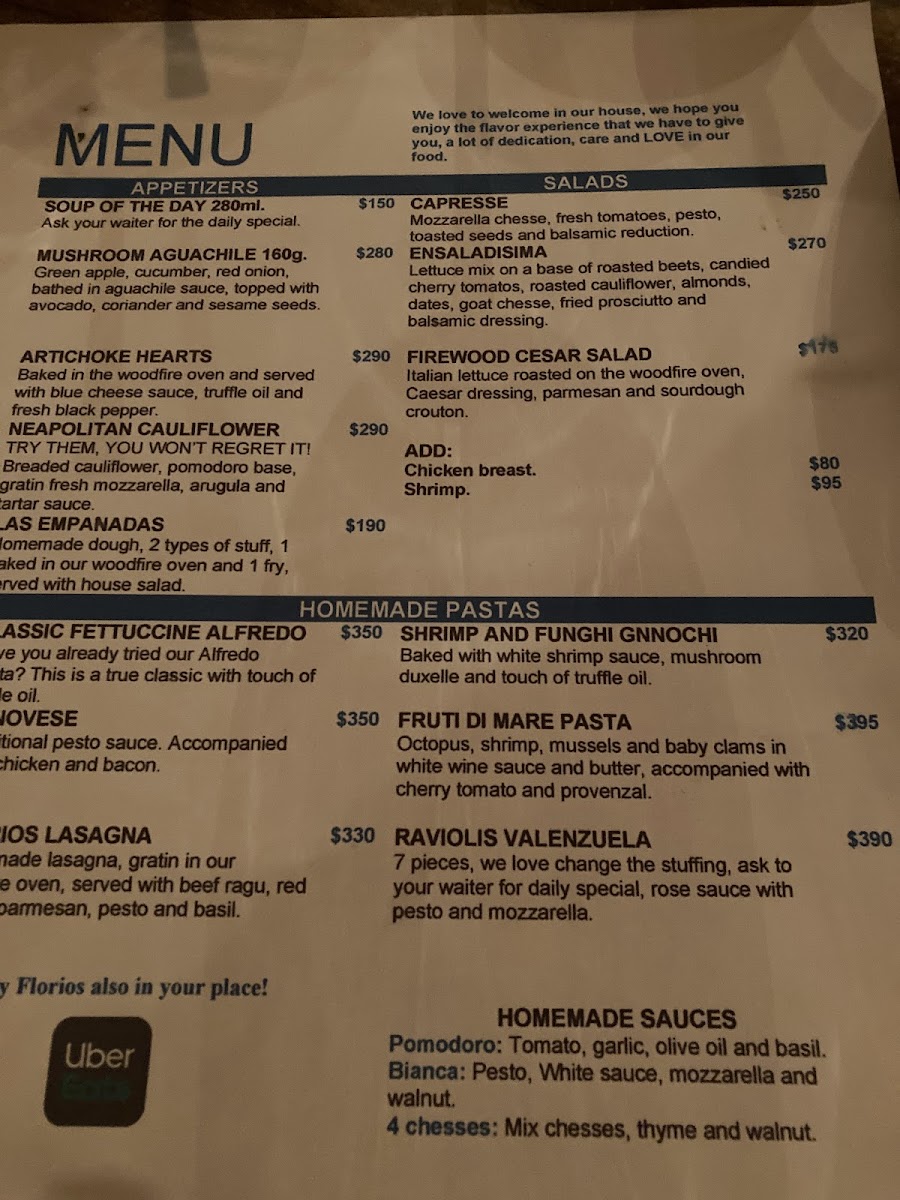 MENU
We love to welcome in our house, we hope you
enjoy the flavor experience that we have to give
you, a lot of dedication, care and LOVE in our
food.
APPETIZERS
SOUP OF THE DAY 280ml. $150
Ask your waiter for the daily special.
MUSHROOM AGUACHILE 160g. $280
Green apple, cucumber, red onion,
bathed in aguachile sauce, topped with
avocado, coriander and sesame seeds.
ARTICHOKE HEARTS $290
Baked in the woodfire oven and served
with blue cheese sauce, truffle oil and
fresh black pepper.
NEAPOLITAN CAULIFLOWER $290
TRY THEM, YOU WON'T REGRET IT!
Breaded cauliflower, pomodoro base,
gratin fresh mozzarella, arugula and
tartar sauce.
LAS EMPANADAS $190
Homemade dough, 2 types of stuff, 1
aked in our woodfire oven and 1 fry,
erved with house salad.
SALADS
CAPRESSE $250
Mozzarella chesse, fresh tomatoes, pesto,
toasted seeds and balsamic reduction.
ENSALADISIMA $270
Lettuce mix on a base of roasted beets, candied
cherry tomatos, roasted cauliflower, almonds,
dates, goat chesse, fried prosciutto and
balsamic dressing.
FIREWOOD CESAR SALAD
Italian lettuce roasted on the woodfire oven,
Caesar dressing, parmesan and sourdough
crouton.
ADD:
Chicken breast. $80
Shrimp. $95
HOMEMADE PASTAS
LASSIC FETTUCCINE ALFREDO $350
ve you already tried our Alfredo
ta? This is a true classic with touch of
le oil.
NOVESE $350
itional pesto sauce. Accompanied
chicken and bacon.
IOS LASAGNA $330
made lasagna, gratin in our
e oven, served with beef ragu, red
parmesan, pesto and basil.
SHRIMP AND FUNGHI GNNOCHI $320
Baked with white shrimp sauce, mushroom
duxelle and touch of truffle oil.
FRUTI DI MARE PASTA $395
Octopus, shrimp, mussels and baby clams in
white wine sauce and butter, accompanied with
cherry tomato and provenzal.
RAVIOLIS VALENZUELA $390
7 pieces, we love change the stuffing, ask to
your waiter for daily special, rose sauce with
pesto and mozzarella.
y Florios also in your place!
Uber
Eats
HOMEMADE SAUCES
Pomodoro: Tomato, garlic, olive oil and basil.
Bianca: Pesto, White sauce, mozzarella and
walnut.
4 chesses: Mix chesses, thyme and walnut.